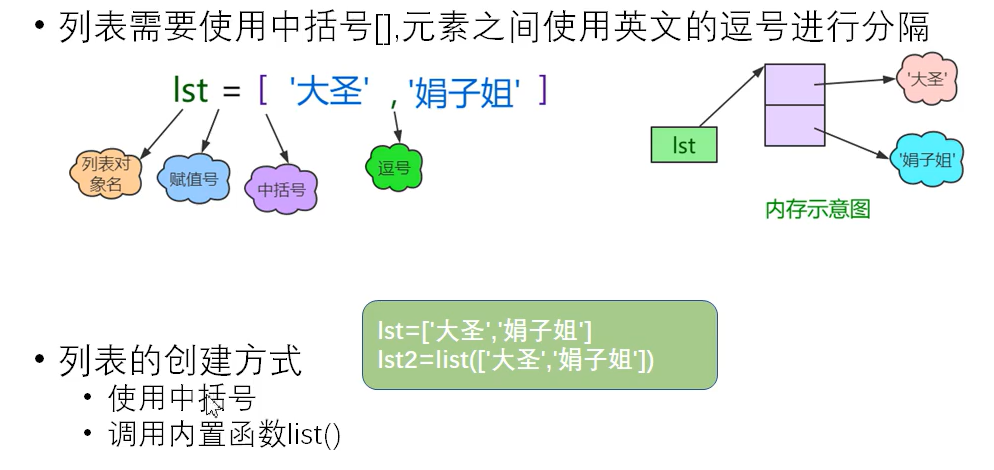 • 列表需要使用中括号[],元素之间使用英文的逗号进行分隔
lst = [ '大圣' , '娟子姐' ]
列表对
象名
赋值号
中括号
逗号
lst
'大圣'
'娟子姐'
内存示意图
lst=['大圣','娟子姐']
lst2=list(['大圣','娟子姐'])
• 列表的创建方式
• 使用中括号
• 调用内置函数list()